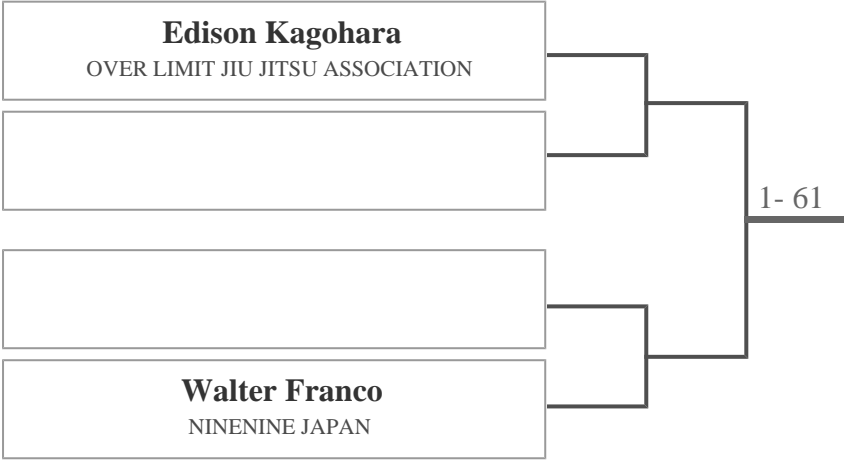 Edison Kagohara
OVER LIMIT JIU JITSU ASSOCIATION
1- 61
Walter Franco
NINENINE JAPAN